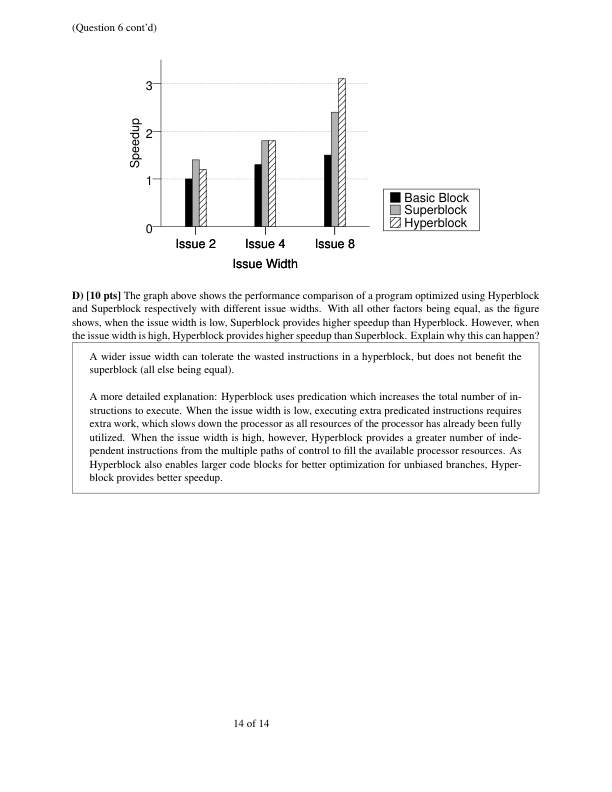 (Question 6 cont'd)
3
2
1
0
Speedup
Issue 2 Issue 4 Issue 8
Issue Width
Basic Block
Superblock
Hyperblock
D) [10 pts] The graph above shows the performance comparison of a program optimized using Hyperblock
and Superblock respectively with different issue widths. With all other factors being equal, as the figure
shows, when the issue width is low, Superblock provides higher speedup than Hyperblock. However, when
the issue width is high, Hyperblock provides higher speedup than Superblock. Explain why this can happen?
A wider issue width can tolerate the wasted instructions in a hyperblock, but does not benefit the
superblock (all else being equal).
A more detailed explanation: Hyperblock uses predication which increases the total number of in-
structions to execute. When the issue width is low, executing extra predicated instructions requires
extra work, which slows down the processor as all resources of the processor has already been fully
utilized. When the issue width is high, however, Hyperblock provides a greater number of inde-
pendent instructions from the multiple paths of control to fill the available processor resources. As
Hyperblock also enables larger code blocks for better optimization for unbiased branches, Hyper-
block provides better speedup.
14 of 14